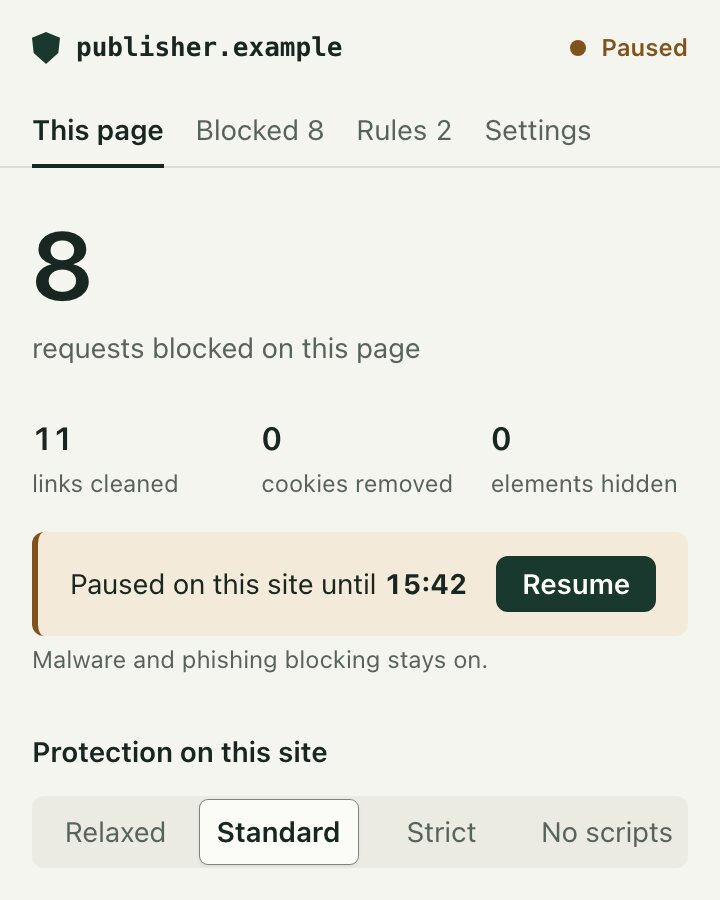 publisher.example
Paused
This page
Blocked 8
Rules 2
Settings
8
requests blocked on this page
11
links cleaned
0
cookies removed
0
elements hidden
Paused on this site until 15:42
Resume
Malware and phishing blocking stays on.
Protection on this site
Relaxed
Standard
Strict
No scripts